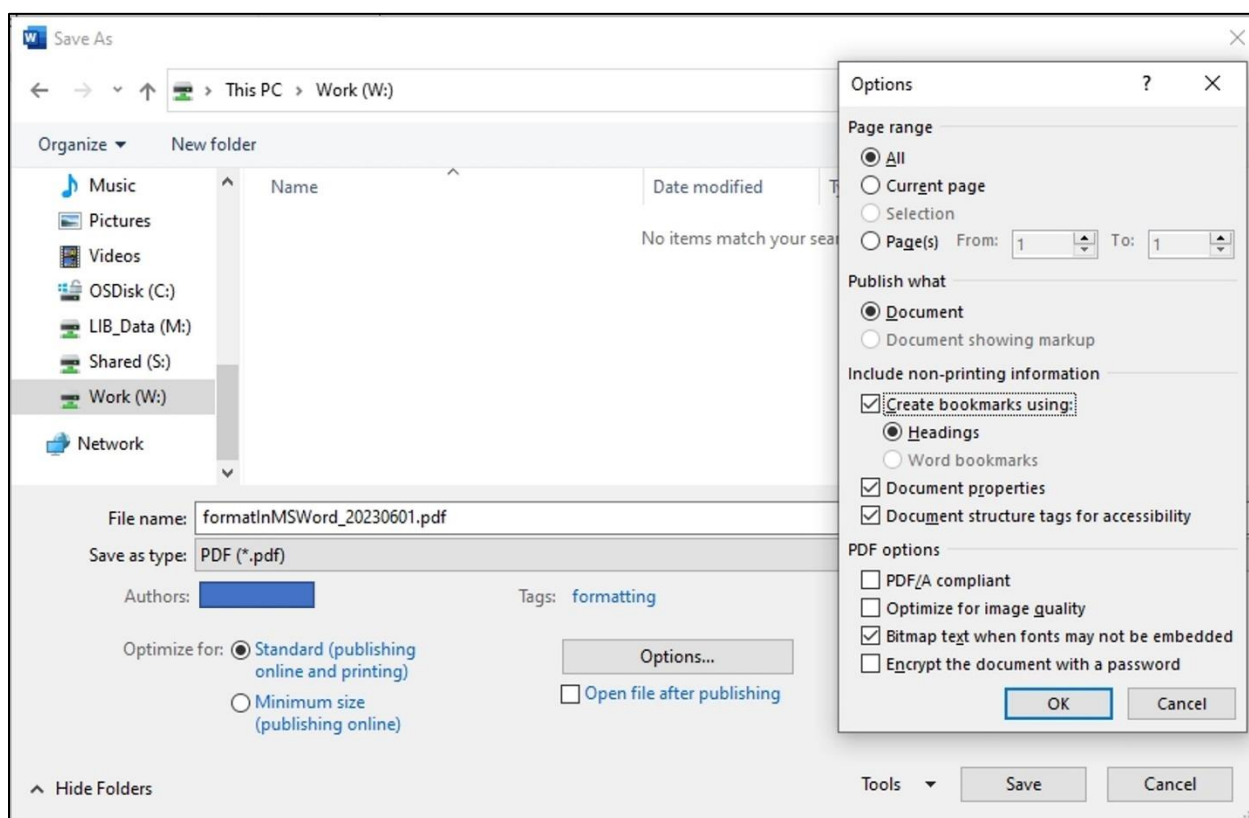 Save As
This PC > Work (W:)
Organize
New folder
Music
Pictures
Videos
OSDisk (C:)
LIB_Data (M:)
Shared (S:)
Work (W:)
Network
Name
Date modified
No items match your sear
File name: formatInMSWord_20230601.pdf
Save as type: PDF (*.pdf)
Authors:
Tags: formatting
Optimize for:
Standard (publishing
online and printing)
Minimum size
(publishing online)
Options...
Open file after publishing
Hide Folders
Tools
Save
Cancel
Options
?
Page range
All
Current page
Selection
Page(s) From: 1 To: 1
Publish what
Document
Document showing markup
Include non-printing information
Create bookmarks using:
Headings
Word bookmarks
Document properties
Document structure tags for accessibility
PDF options
PDF/A compliant
Optimize for image quality
Bitmap text when fonts may not be embedded
Encrypt the document with a password
OK
Cancel